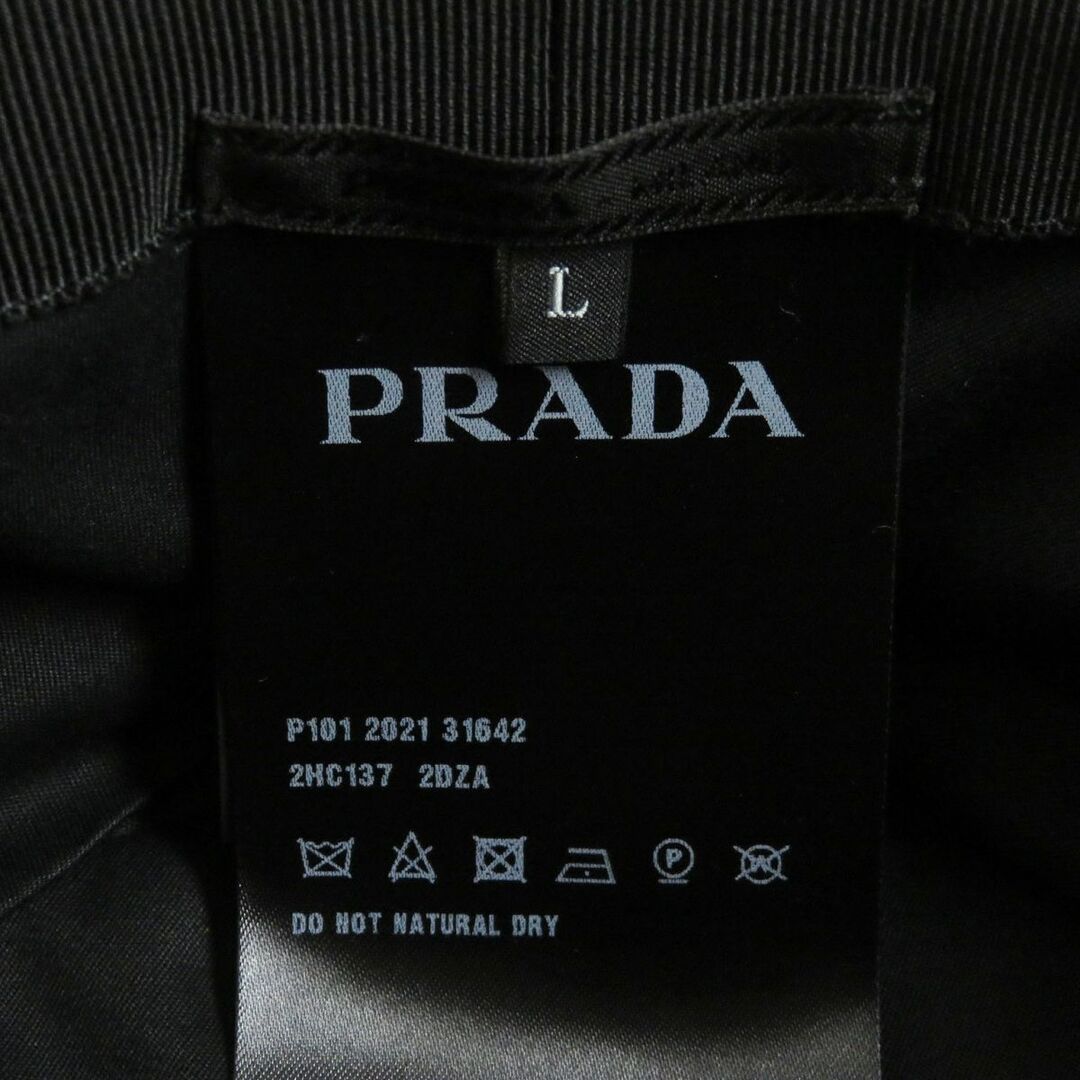 L
PRADA
P101 2021 31642
2HC137 2DZA
P
W
DO NOT NATURAL DRY